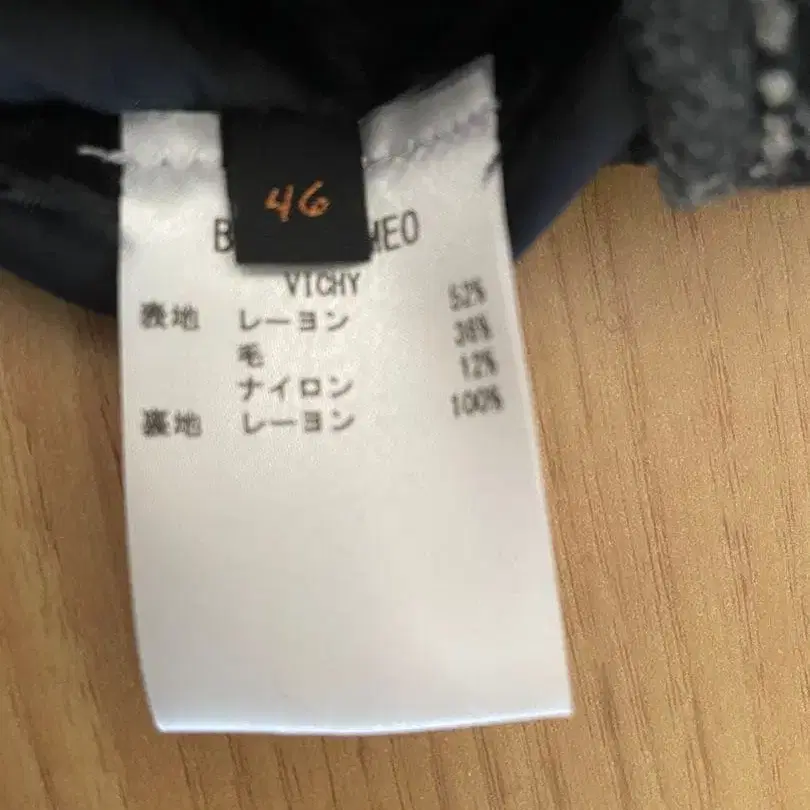 46
VICHY
表地 レーヨン 52%
毛 36%
ナイロン 12%
裏地 レーヨン 100%